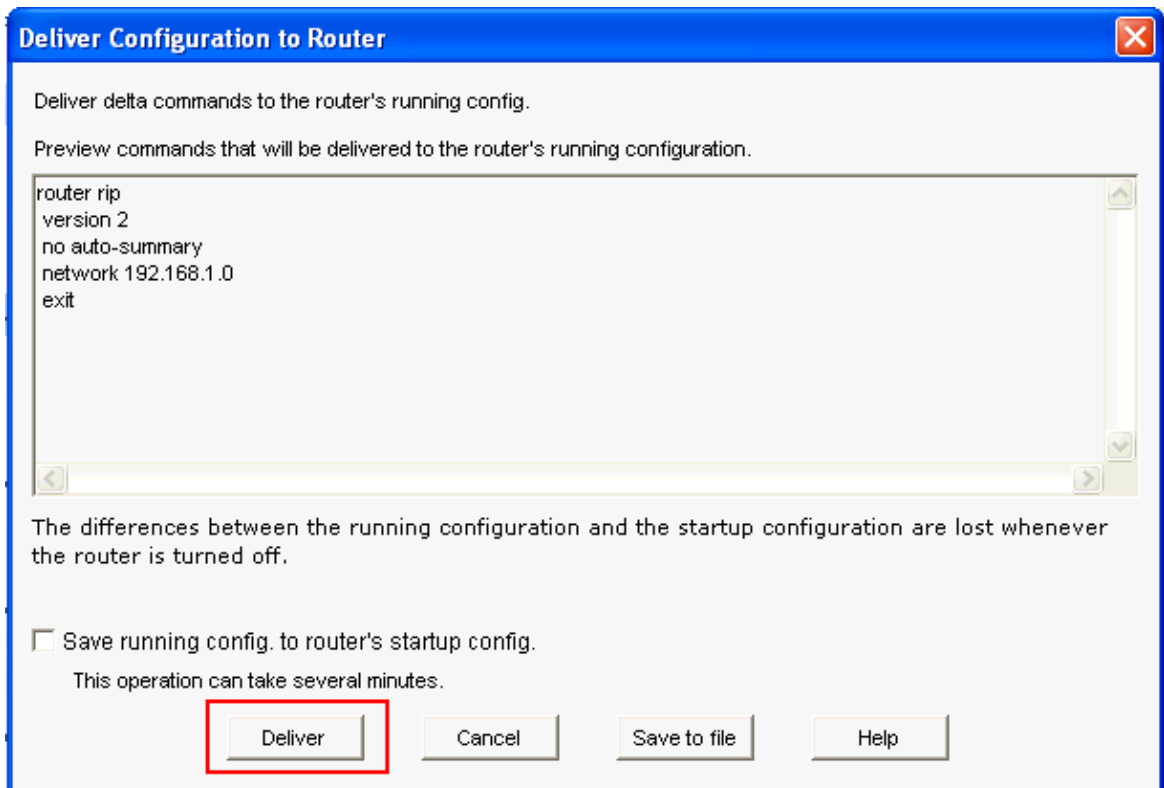 Deliver Configuration to Router
Deliver delta commands to the router's running config.
Preview commands that will be delivered to the router's running configuration.
router rip
version 2
no auto-summary
network 192.168.1.0
exit
The differences between the running configuration and the startup configuration are lost whenever
the router is turned off.
Save running config. to router's startup config.
This operation can take several minutes.
Deliver Cancel Save to file Help